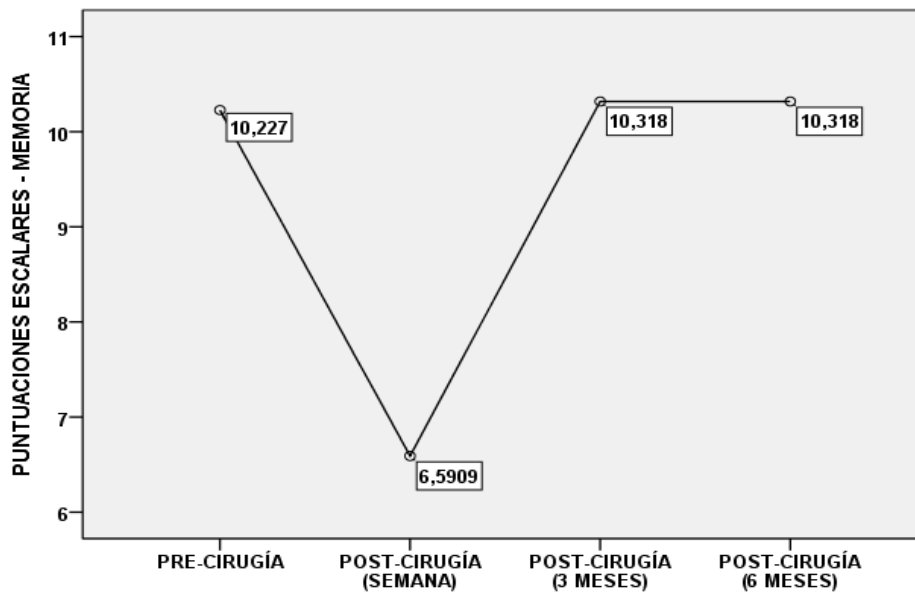 PUNTUACIONES ESCALARES - MEMORIA
11
10
9
8
7
6
10,227
6,5909
10,318
10,318
PRE-CIRUGÍA
POST-CIRUGÍA
(SEMANA)
POST-CIRUGÍA
(3 MESES)
POST-CIRUGÍA
(6 MESES)